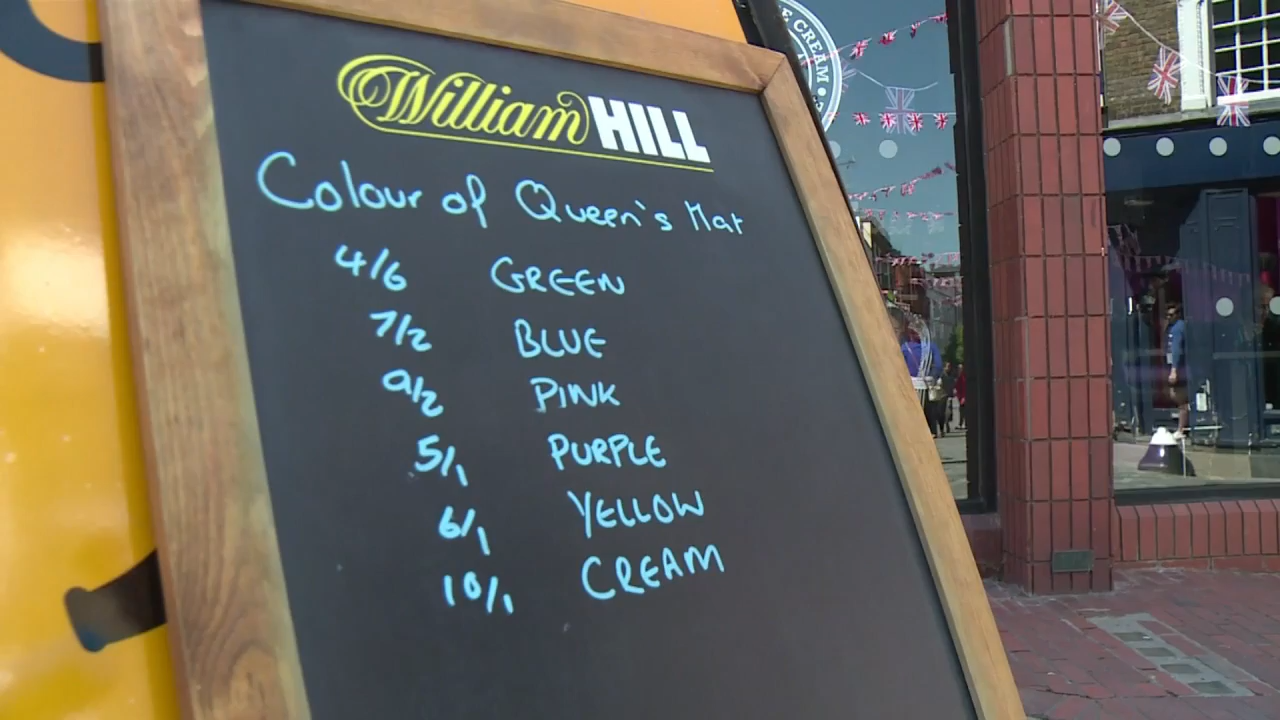 William HILL
Colour of Queen's Hat
4/6 GREEN
7/2 BLUE
9/2 PINK
5/1 PURPLE
6/1 YELLOW
10/1 CREAM
CREAM